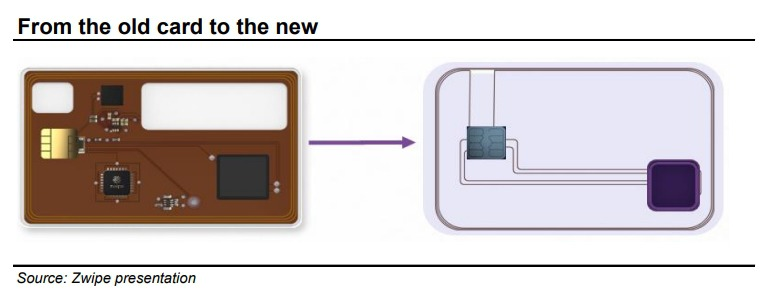 From the old card to the new
Source: Zwipe presentation